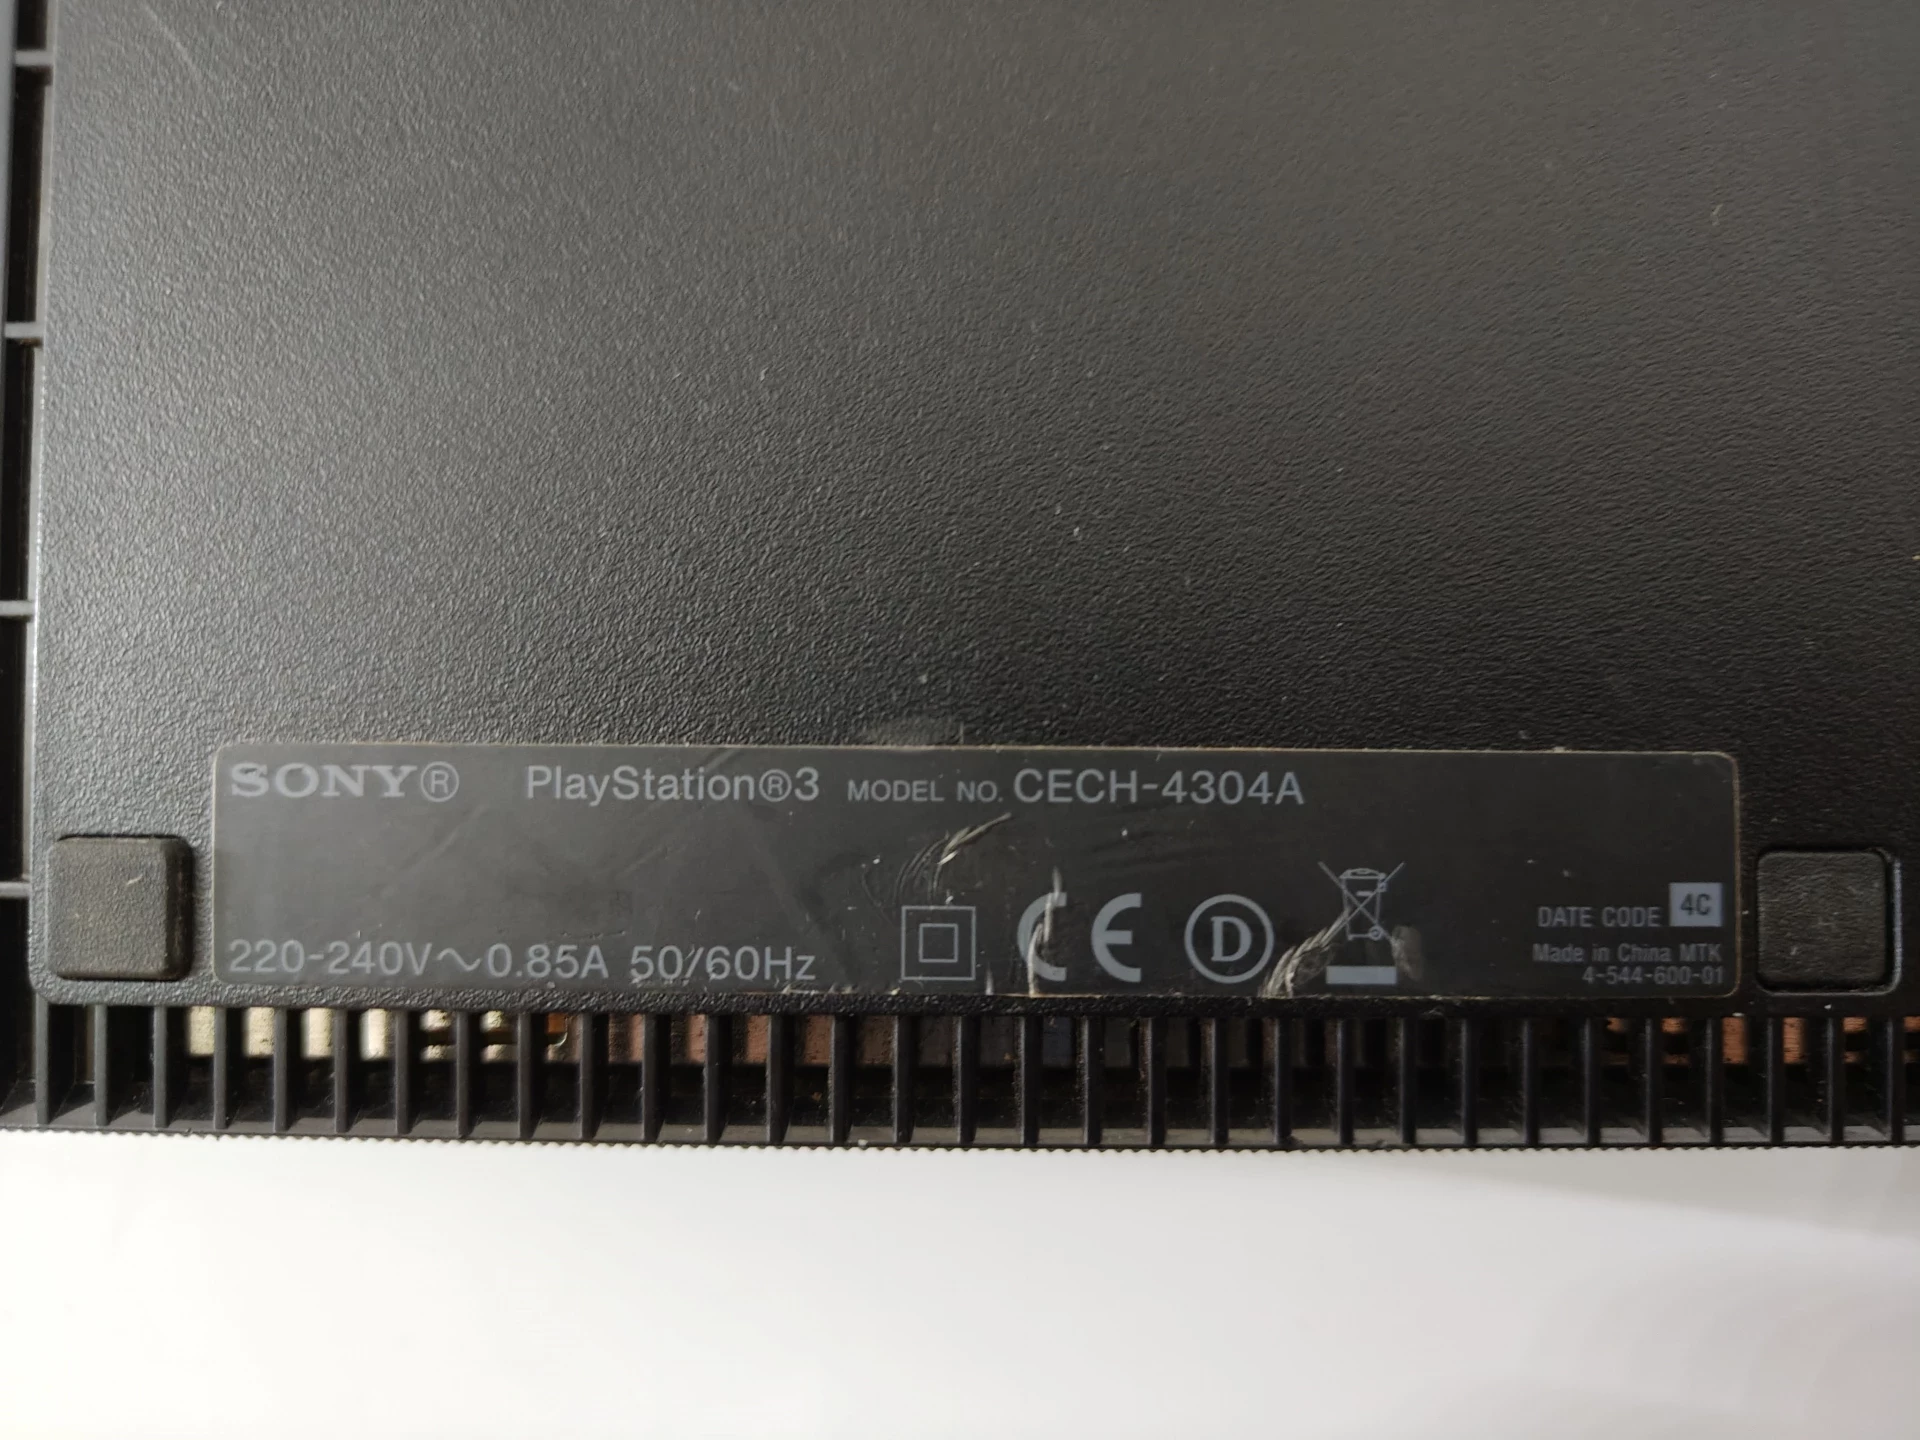 SONY® PlayStation®3 MODEL NO. CECH-4304A
220-240V~0.85A 50/60Hz
CE
D
DATE CODE 4C
Made in China MTK
4-544-600-01